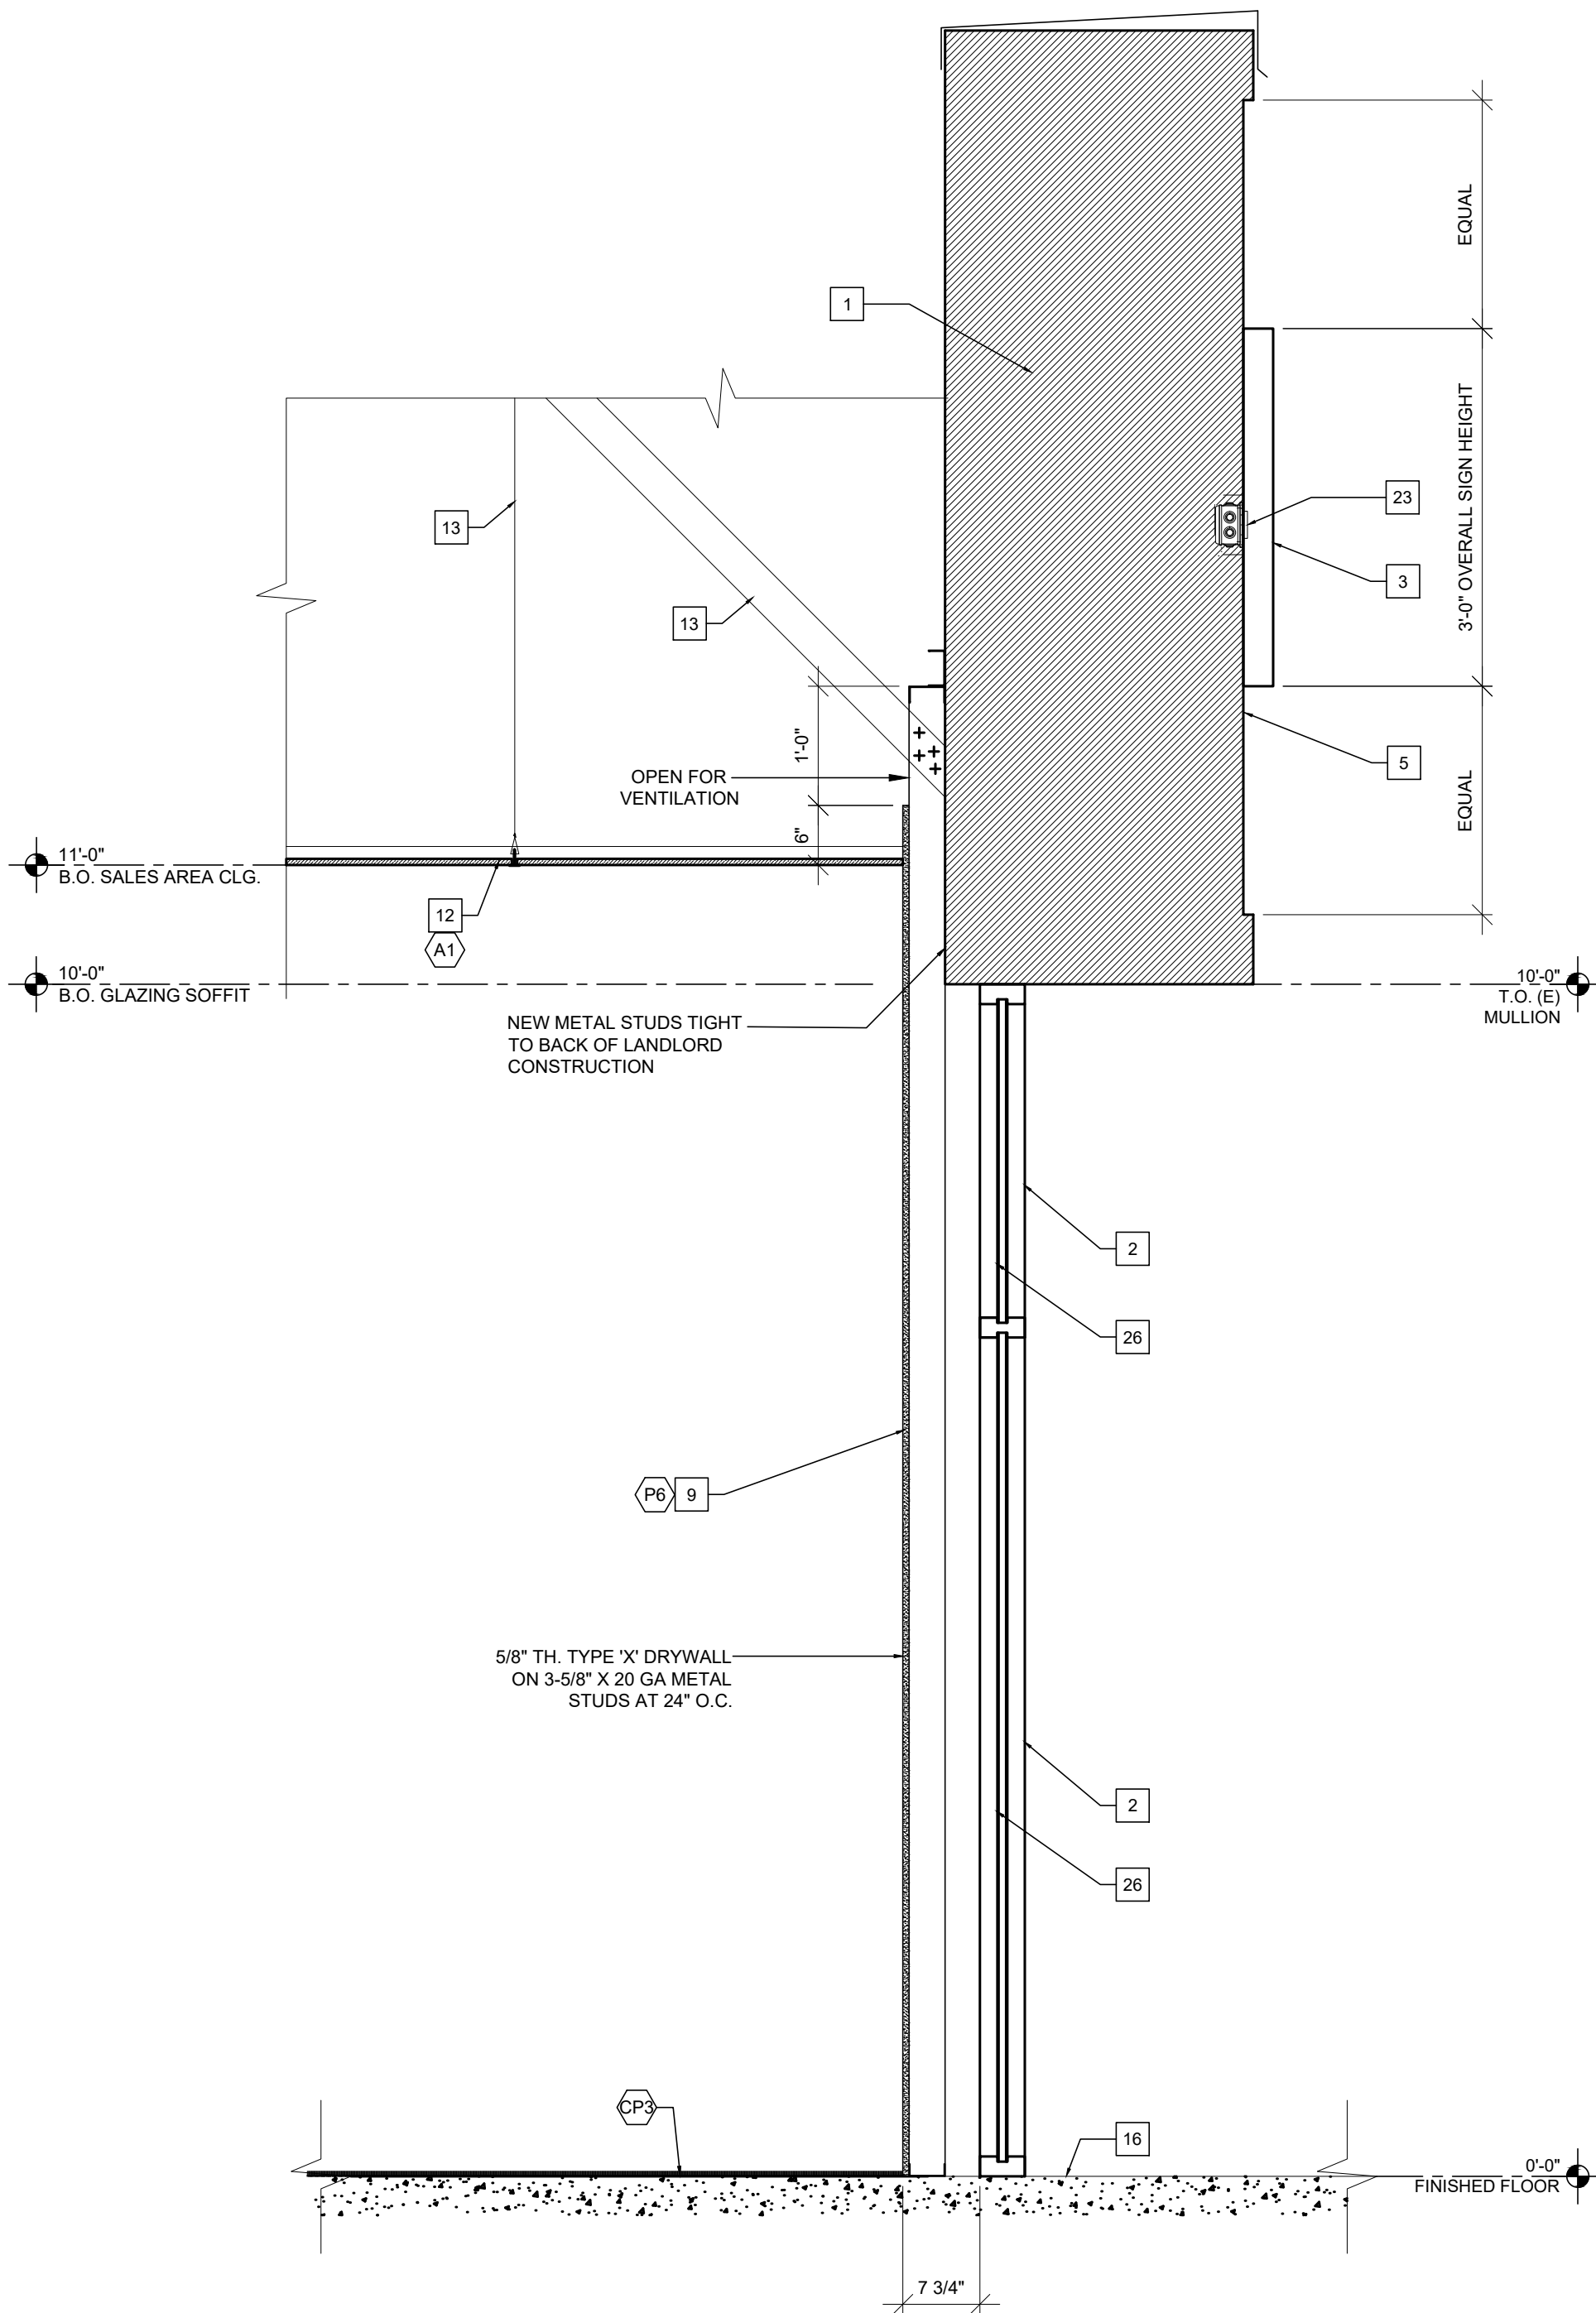 EQUAL
1
3'-0" OVERALL SIGN HEIGHT
23
13
3
13
1'-0"
5
OPEN FOR
VENTILATION
EQUAL
6"
11'-0"
B.O. SALES AREA CLG.
12
A1
10'-0"
B.O. GLAZING SOFFIT
10'-0"
T.O. (E)
MULLION
NEW METAL STUDS TIGHT
TO BACK OF LANDLORD
CONSTRUCTION
2
26
P6
9
5/8" TH. TYPE 'X' DRYWALL
ON 3-5/8" X 20 GA METAL
STUDS AT 24" O.C.
2
26
CP3
16
0'-0"
FINISHED FLOOR
7 3/4"